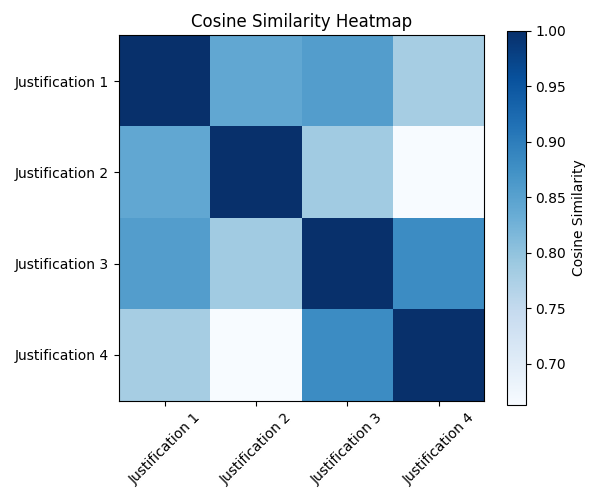 Cosine Similarity Heatmap
Justification 1
Justification 2
Justification 3
Justification 4
Justification 1
Justification 2
Justification 3
Justification 4
1.00
0.95
0.90
0.85
0.80
0.75
0.70
Cosine Similarity